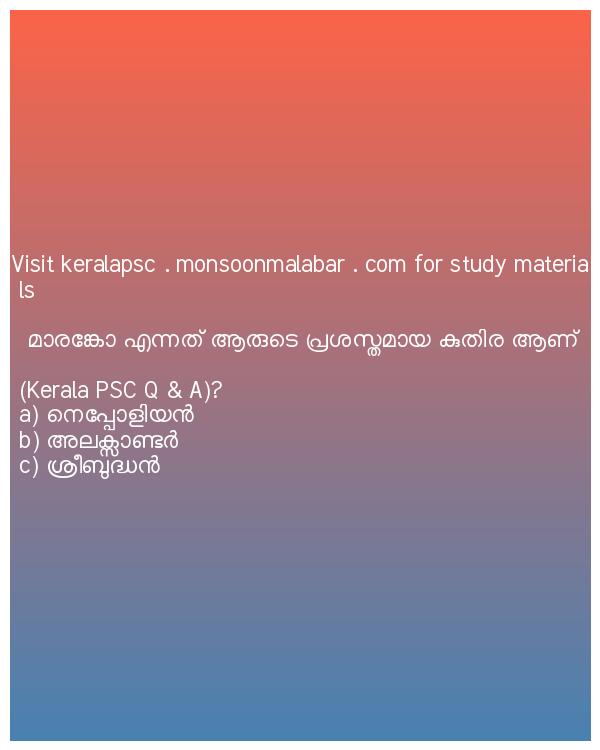 Visit keralapsc . monsoonmalabar . com for study materia
ls
മാരങ്കോ എന്നത് ആരുടെ പ്രശസ്തമായ കുതിര ആണ്
(Kerala PSC Q & A)?
a) നെപ്പോളിയൻ
b) അലക്സാണ്ടർ
c) ശ്രീബുദ്ധൻ